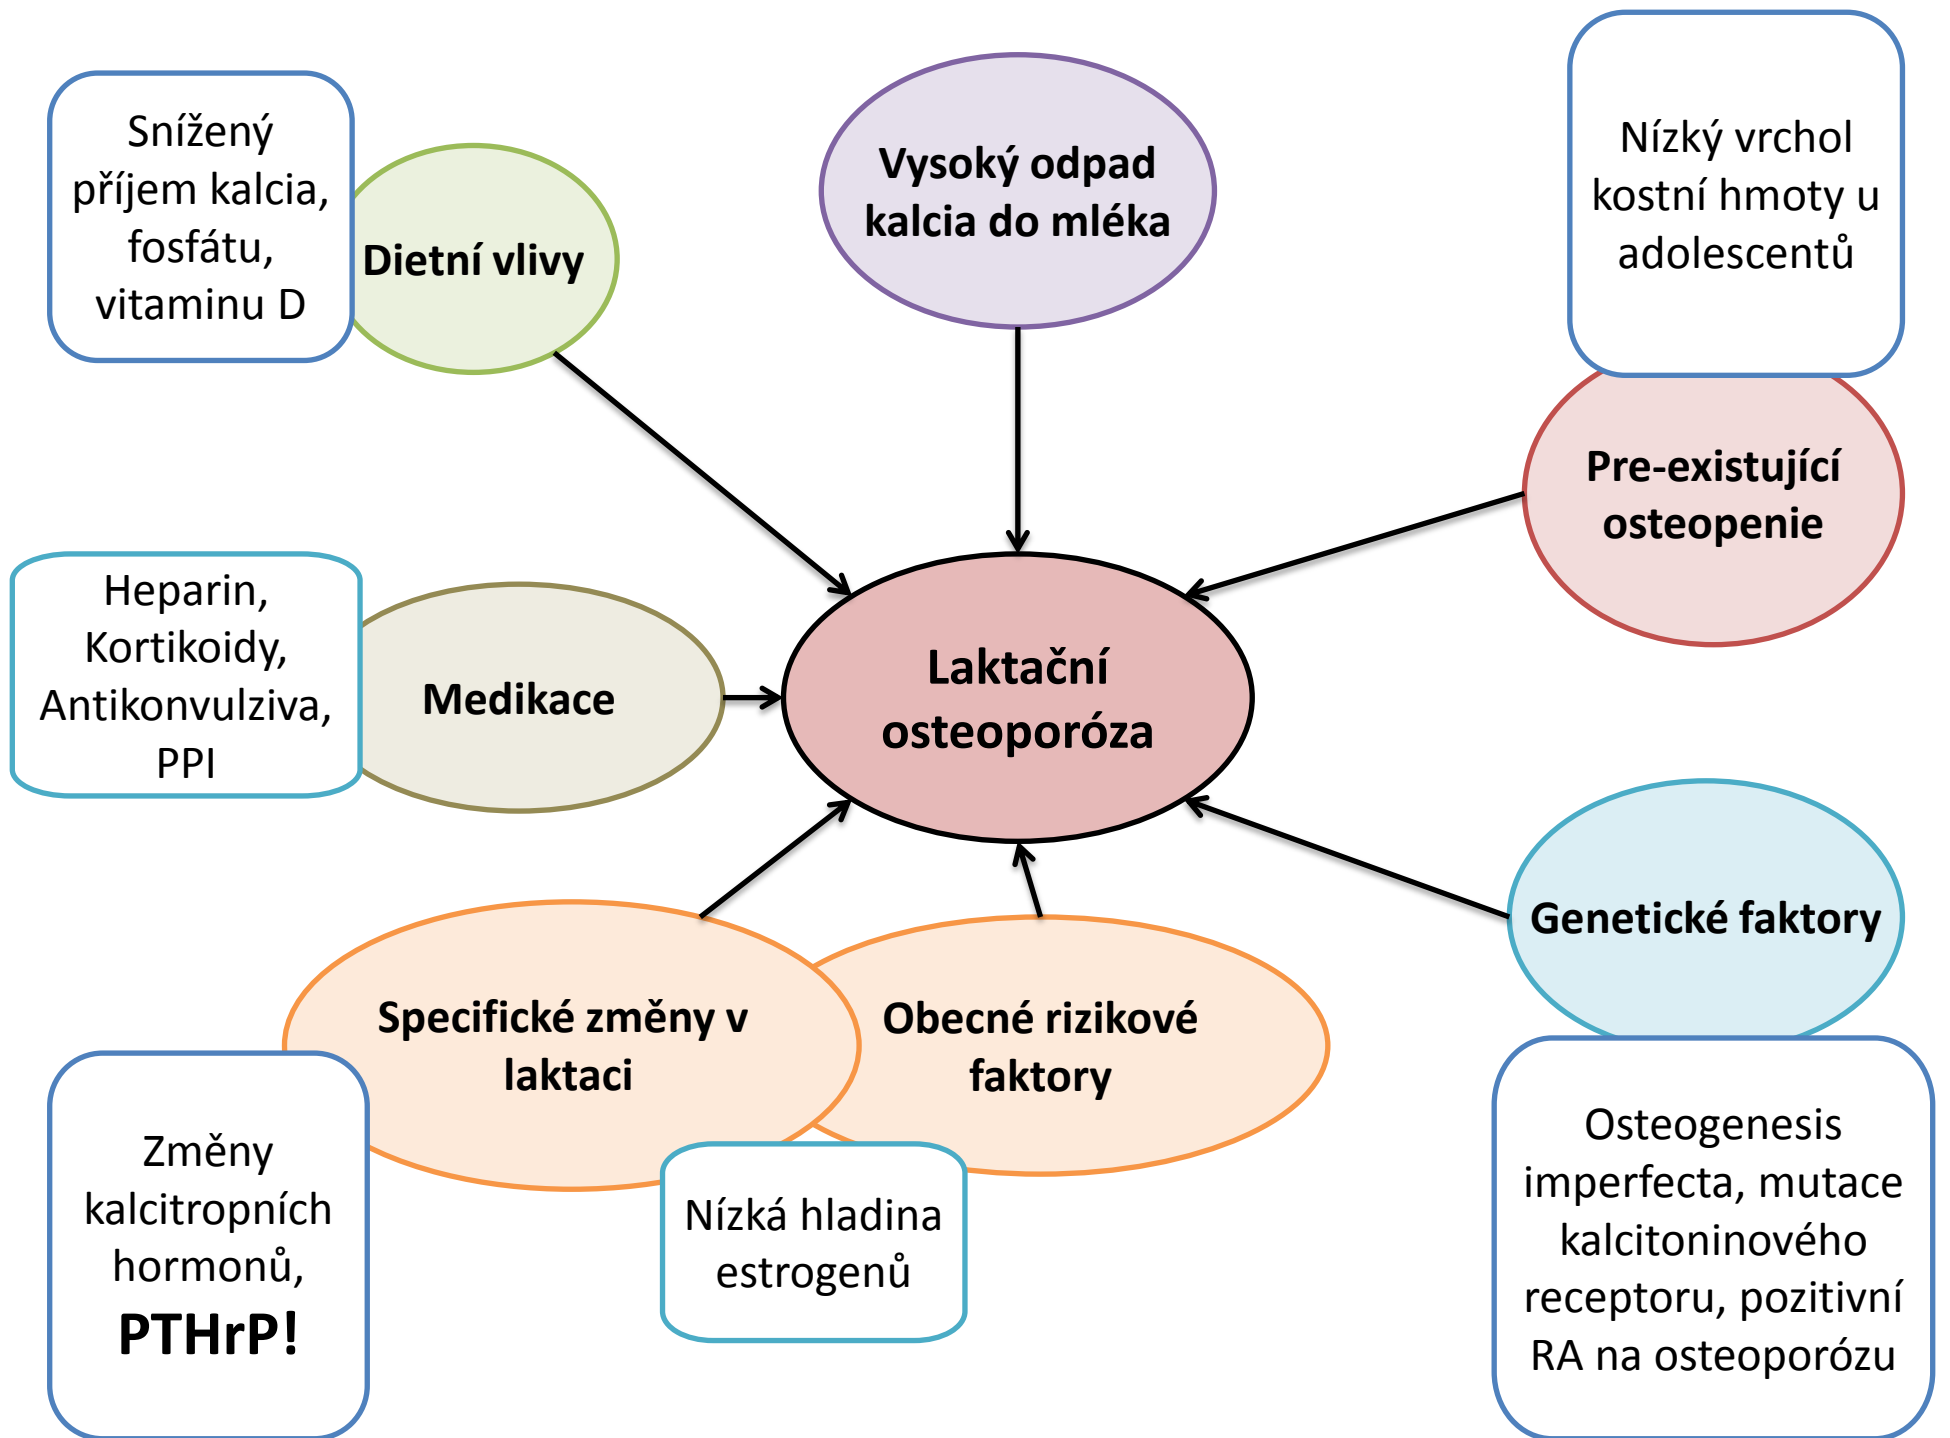 Snížený
příjem kalcia,
fosfátu,
vitaminu D
Dietní vlivy
Vysoký odpad
kalcia do mléka
Nízký vrchol
kostní hmoty u
adolescentů
Pre-existující
osteopenie
Heparin,
Kortikoidy,
Antikonvulziva,
PPI
Medikace
Laktační
osteoporóza
Genetické faktory
Specifické změny v
laktaci
Obecné rizikové
faktory
Změny
kalcitropních
hormonů,
PTHrP!
Nízká hladina
estrogenů
Osteogenesis
imperfecta, mutace
kalcitoninového
receptoru, pozitivní
RA na osteoporózu